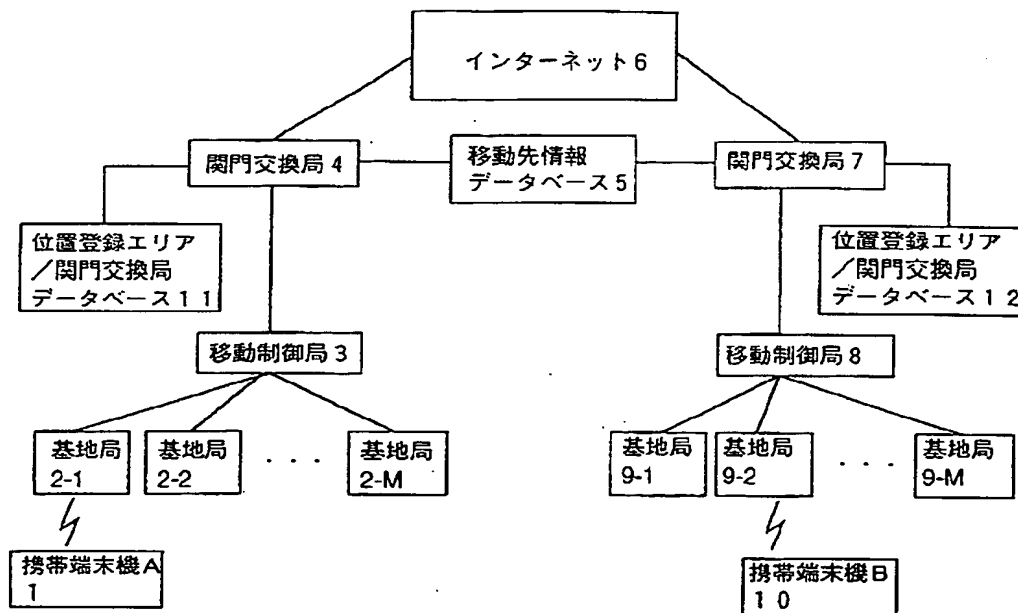 インターネット6
関門交換局4
移動先情報
データベース5
関門交換局7
位置登録エリア
/関門交換局
データベース11
位置登録エリア
/関門交換局
データベース12
移動制御局3
移動制御局8
基地局
2-1
基地局
2-2
・・・
基地局
2-M
基地局
9-1
基地局
9-2
・・・・
基地局
9-M
携帯端末機A
1
携帯端末機B
10